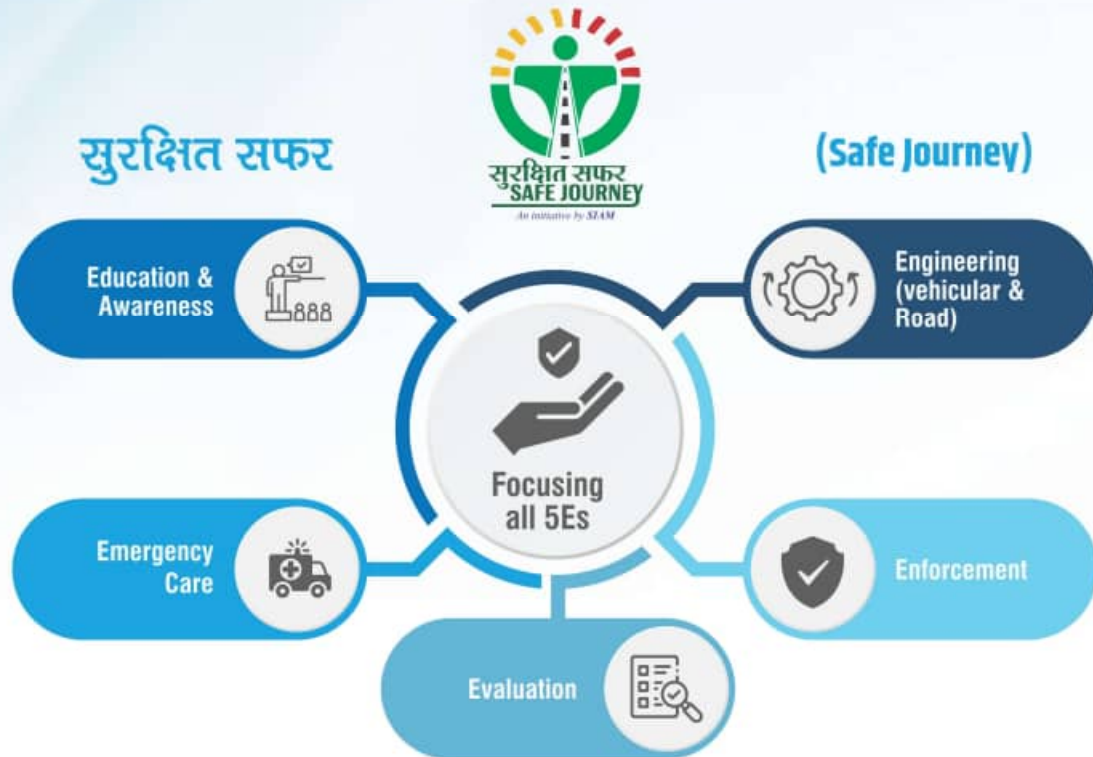 सुरक्षित सफर
सुरक्षित सफर
SAFE JOURNEY
An initiative by SIAM
(Safe Journey)
Education &
Awareness
Engineering
(vehicular &
Road)
Focusing
all 5Es
Emergency
Care
Enforcement
Evaluation